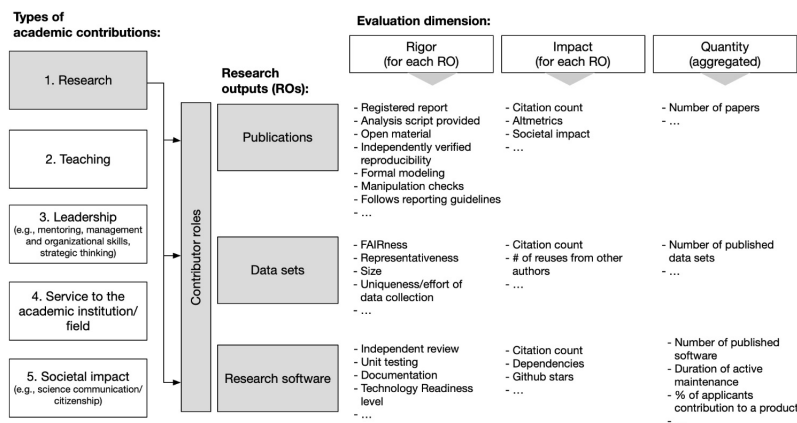 Types of
academic contributions:
1. Research
2. Teaching
3. Leadership
(e.g., mentoring, management
and organizational skills,
strategic thinking)
4. Service to the
academic institution/
field
5. Societal impact
(e.g., science communication/
citizenship)
Contributor roles
Research
outputs (ROs):
Publications
Data sets
Research software
Evaluation dimension:
Rigor
(for each RO)
Impact
(for each RO)
Quantity
(aggregated)
- Registered report
- Analysis script provided
- Open material
- Independently verified
reproducibility
- Formal modeling
- Manipulation checks
- Follows reporting guidelines
- …
- Citation count
- Altmetrics
- Societal impact
- …
- Number of papers
- …
- FAIRness
- Representativeness
- Size
- Uniqueness/effort of
data collection
- …
- Citation count
- # of reuses from other
authors
- …
- Number of published
data sets
- …
- Independent review
- Unit testing
- Documentation
- Technology Readiness
level
- …
- Citation count
- Dependencies
- Github stars
- …
- Number of published
software
- Duration of active
maintenance
- % of applicants
contribution to a product
-